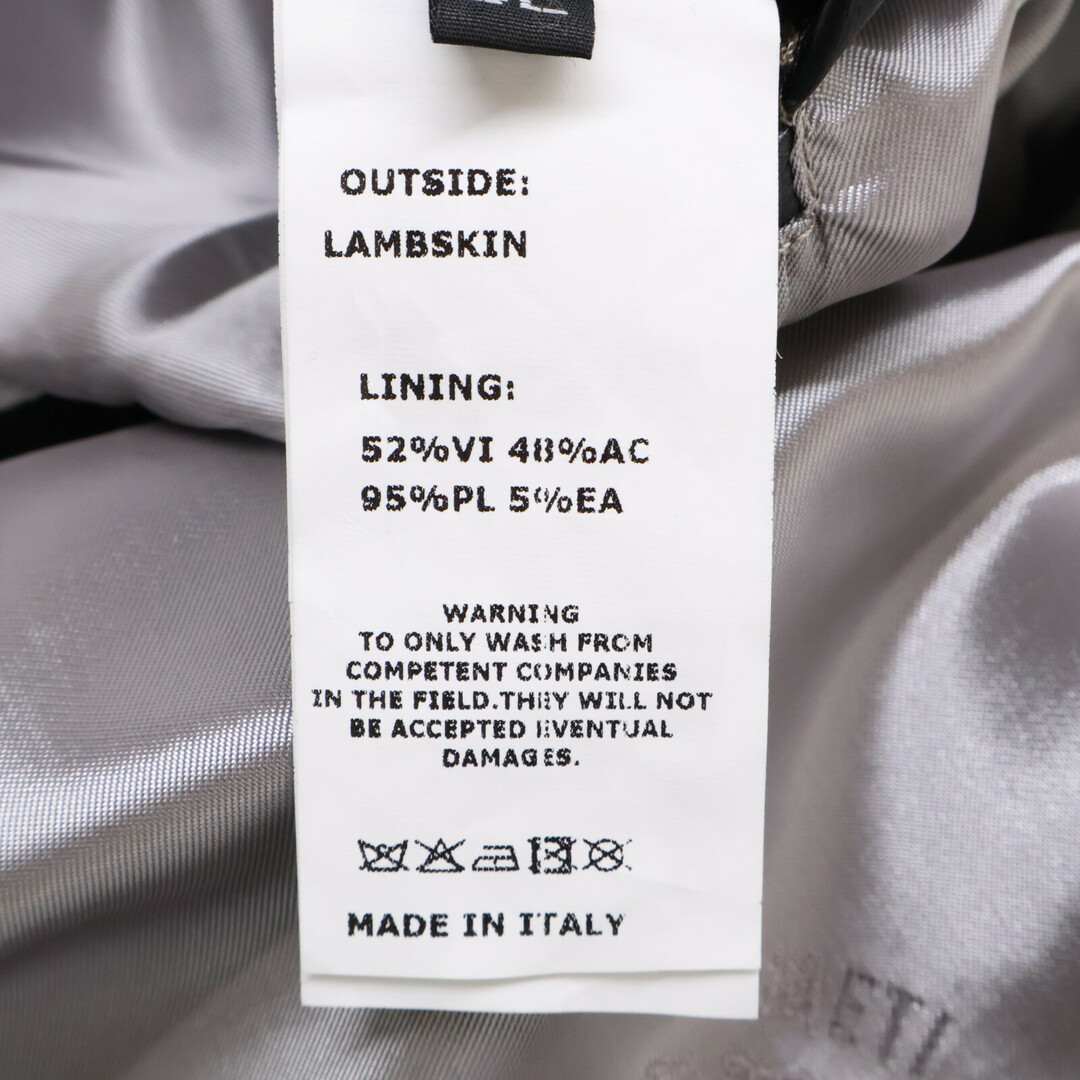 OUTSIDE:
LAMBSKIN
LINING:
52%VI 48%AC
95%PL 5%EA
WARNING
TO ONLY WASH FROM
COMPETENT COMPANIES
IN THE FIELD.THEY WILL NOT
BE ACCEPTED EVENTUAL
DAMAGES.
MADE IN ITALY